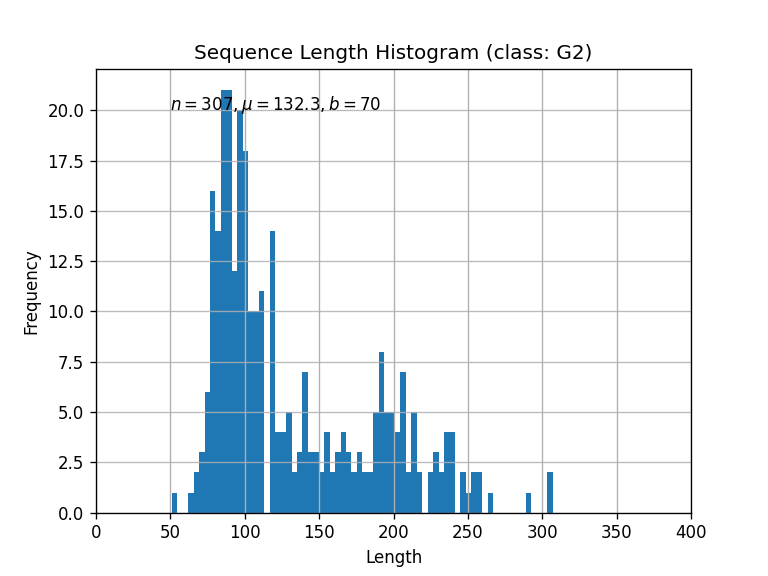 Sequence Length Histogram (class: G2)
n = 307, μ = 132.3, b = 70
20.0
17.5
15.0
12.5
10.0
7.5
5.0
2.5
0.0
Frequency
0 50 100 150 200 250 300 350 400
Length